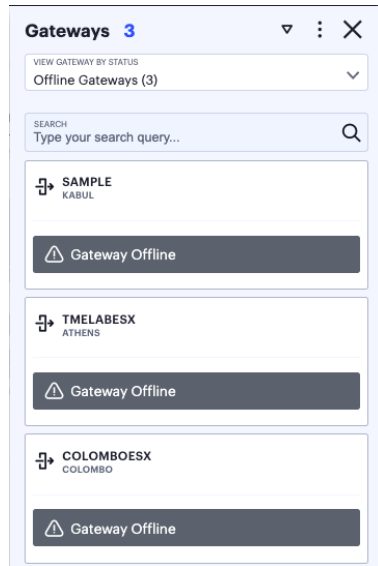 Gateways 3
VIEW GATEWAY BY STATUS
Offline Gateways (3)
SEARCH
Type your search query...
SAMPLE
KABUL
Gateway Offline
TMELABESX
ATHENS
Gateway Offline
COLOMBOESX
COLOMBO
Gateway Offline